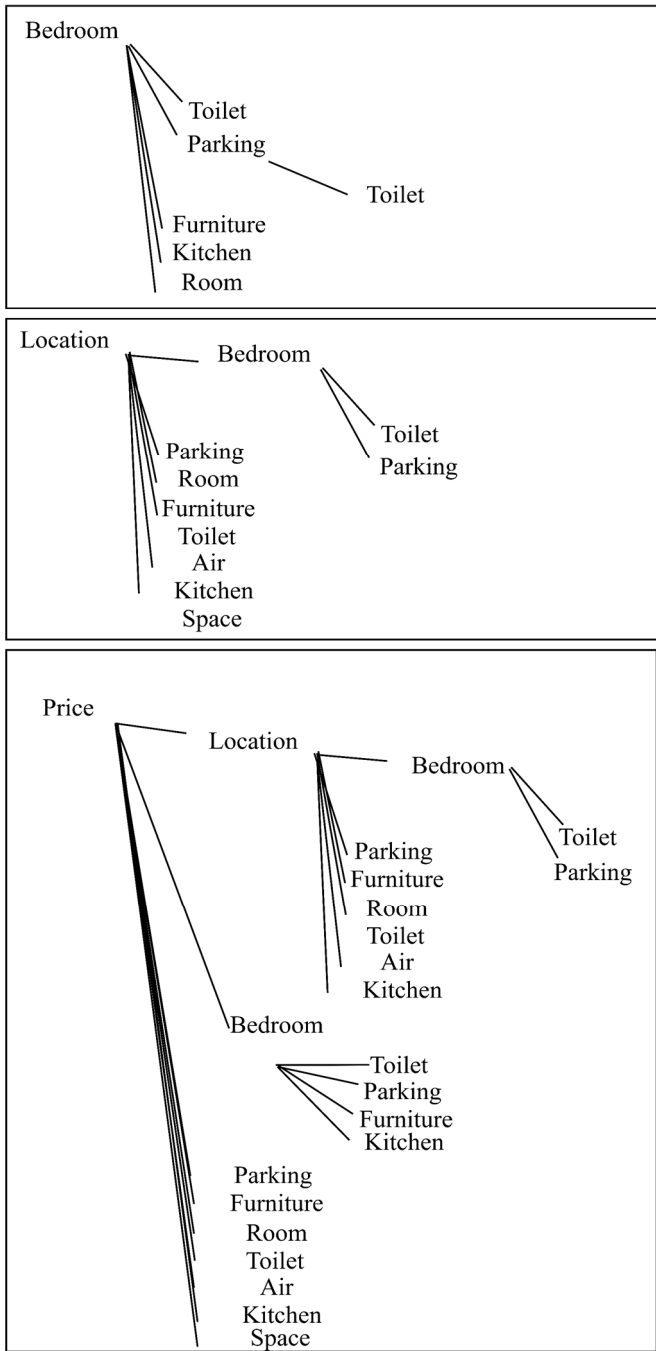 Bedroom
Toilet
Parking
Toilet
Furniture
Kitchen
Room
Location
Bedroom
Toilet
Parking
Parking
Room
Furniture
Toilet
Air
Kitchen
Space
Price
Location
Bedroom
Toilet
Parking
Parking
Furniture
Room
Toilet
Air
Kitchen
Bedroom
Toilet
Parking
Furniture
Kitchen
Parking
Furniture
Room
Toilet
Air
Kitchen
Space